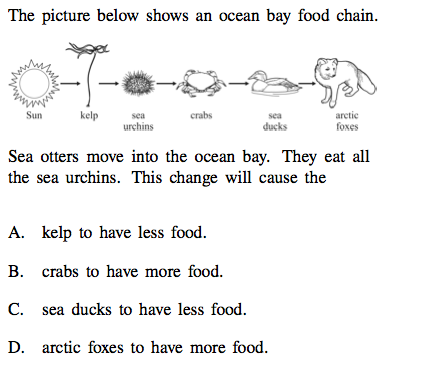 The picture below shows an ocean bay food chain.
Sun kelp sea urchins crabs sea ducks arctic foxes
Sea otters move into the ocean bay. They eat all
the sea urchins. This change will cause the
A. kelp to have less food.
B. crabs to have more food.
C. sea ducks to have less food.
D. arctic foxes to have more food.